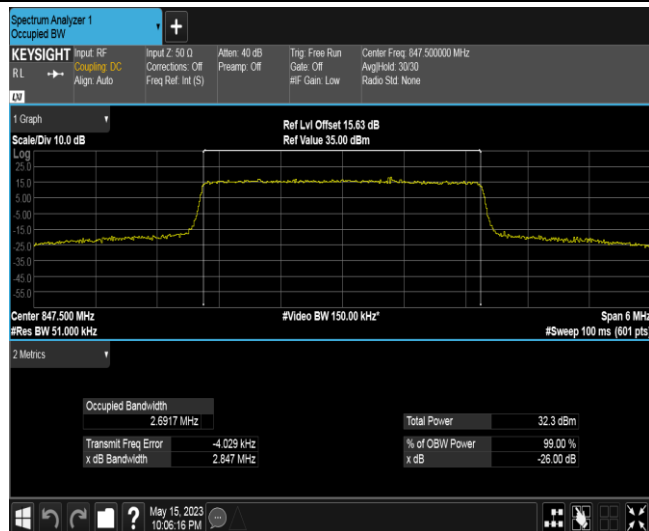 Spectrum Analyzer 1
Occupied BW
+
KEYSIGHT
RL
Input: RF
Coupling: DC
Align: Auto
Input Z: 50 Ω
Corrections: Off
Freq Ref: Int (S)
Atten: 40 dB
Preamp: Off
Trig: Free Run
Gate: Off
#IF Gain: Low
Center Freq: 847.500000 MHz
Avg|Hold: 30/30
Radio Std: None
1 Graph
Scale/Div 10.0 dB
Ref Lvl Offset 15.63 dB
Ref Value 35.00 dBm
Log
25.0
15.0
5.00
-5.00
-15.0
-25.0
-35.0
-45.0
-55.0
Center 847.500 MHz
#Res BW 51.000 kHz
#Video BW 150.00 kHz*
Span 6 MHz
#Sweep 100 ms (601 pts)
2 Metrics
Occupied Bandwidth
2.6917 MHz
Transmit Freq Error -4.029 kHz
x dB Bandwidth 2.847 MHz
Total Power 32.3 dBm
% of OBW Power 99.00 %
x dB -26.00 dB
?
May 15, 2023
10:06:16 PM